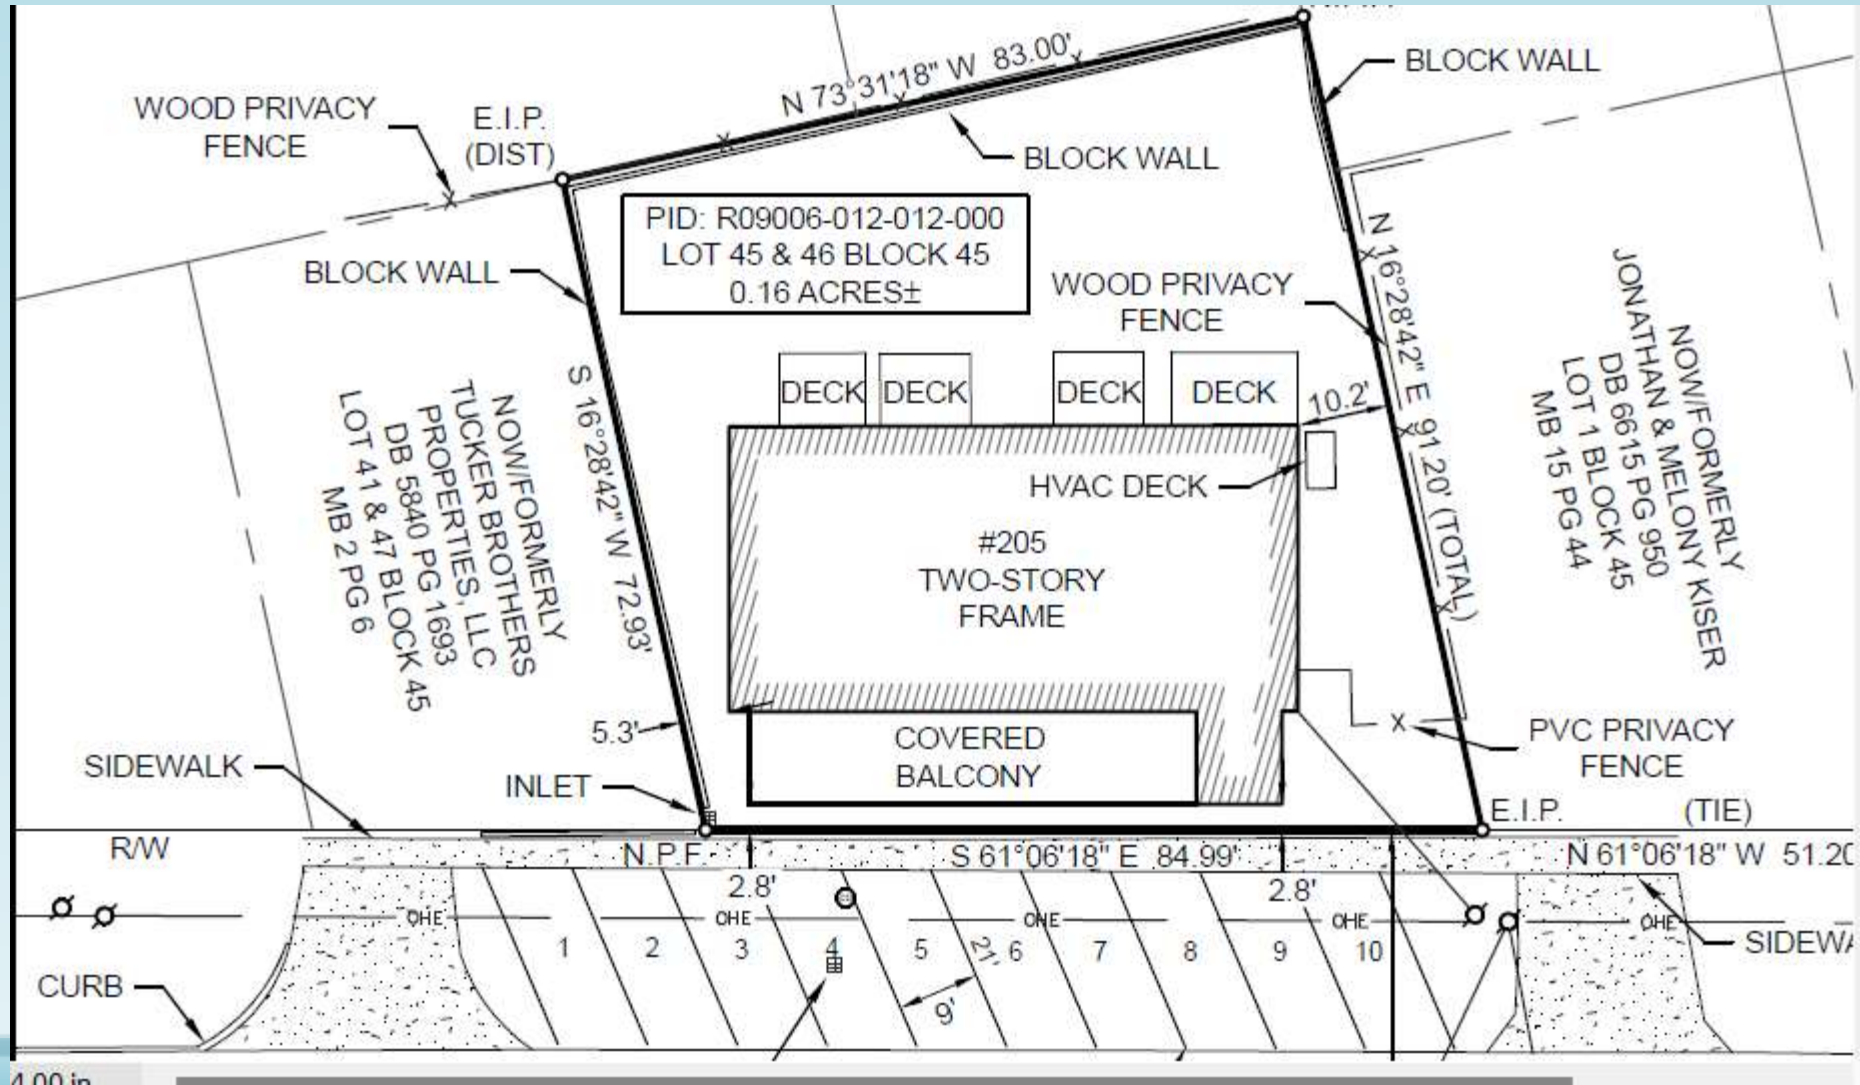 N 73°31'18" W 83.00'
BLOCK WALL
WOOD PRIVACY
FENCE
E.I.P.
(DIST)
BLOCK WALL
PID: R09006-012-012-000
LOT 45 & 46 BLOCK 45
0.16 ACRES±
BLOCK WALL
WOOD PRIVACY
FENCE
N 16°28'42" E 91.20' (TOTAL)
NOW/FORMERLY
JONATHAN & MELONY KISER
DB 6615 PG 950
LOT 1 BLOCK 45
MB 15 PG 44
S 16°28'42" W 72.93'
NOW/FORMERLY
TUCKER BROTHERS
PROPERTIES, LLC
DB 5840 PG 1693
LOT 41 & 47 BLOCK 45
MB 2 PG 6
DECK
DECK
DECK
DECK
10.2'
HVAC DECK
#205
TWO-STORY
FRAME
5.3'
COVERED
BALCONY
PVC PRIVACY
FENCE
SIDEWALK
INLET
E.I.P.
(TIE)
R/W
N.P.F.
S 61°06'18" E 84.99'
N 61°06'18" W 51.20
2.8'
2.8'
OHE OHE OHE OHE OHE
1 2 3 4 5 6 7 8 9 10
21'
9'
SIDEWA
CURB
4.00 in